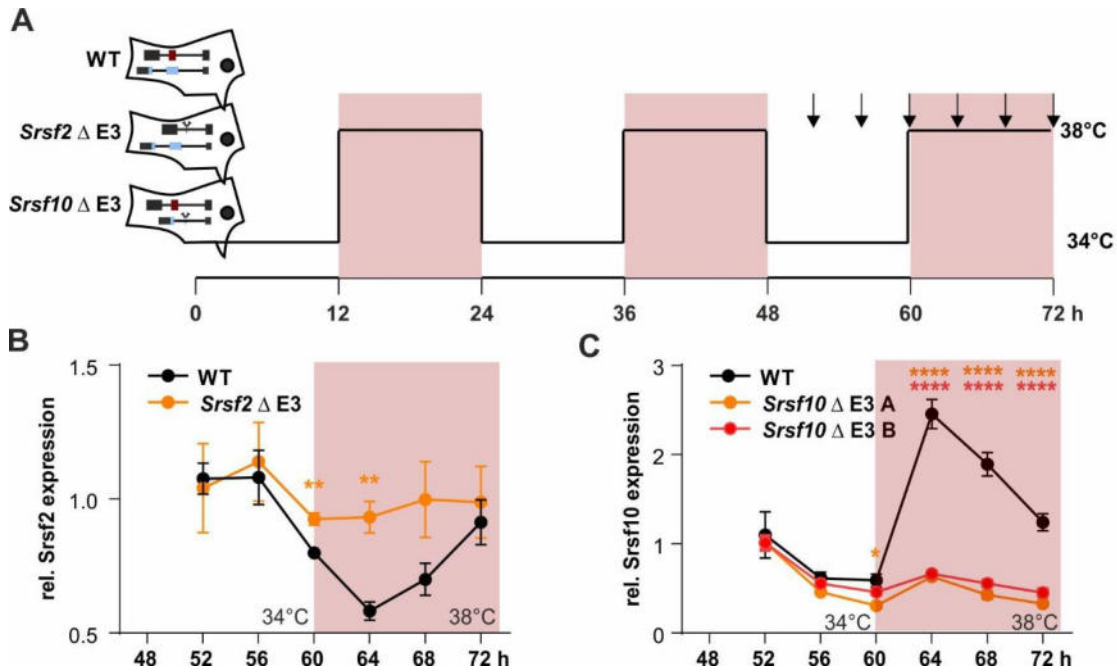 A
WT
Srsf2 Δ E3
Srsf10 Δ E3
38°C
34°C
0 12 24 36 48 60 72 h
B
rel. Srsf2 expression
1.5
1.0
0.5
WT
Srsf2 Δ E3
** **
34°C 38°C
48 52 56 60 64 68 72 h
C
rel. Srsf10 expression
3
2
1
0
WT
Srsf10 Δ E3 A
Srsf10 Δ E3 B
**** **** ****
**** **** ****
*
34°C 38°C
48 52 56 60 64 68 72 h